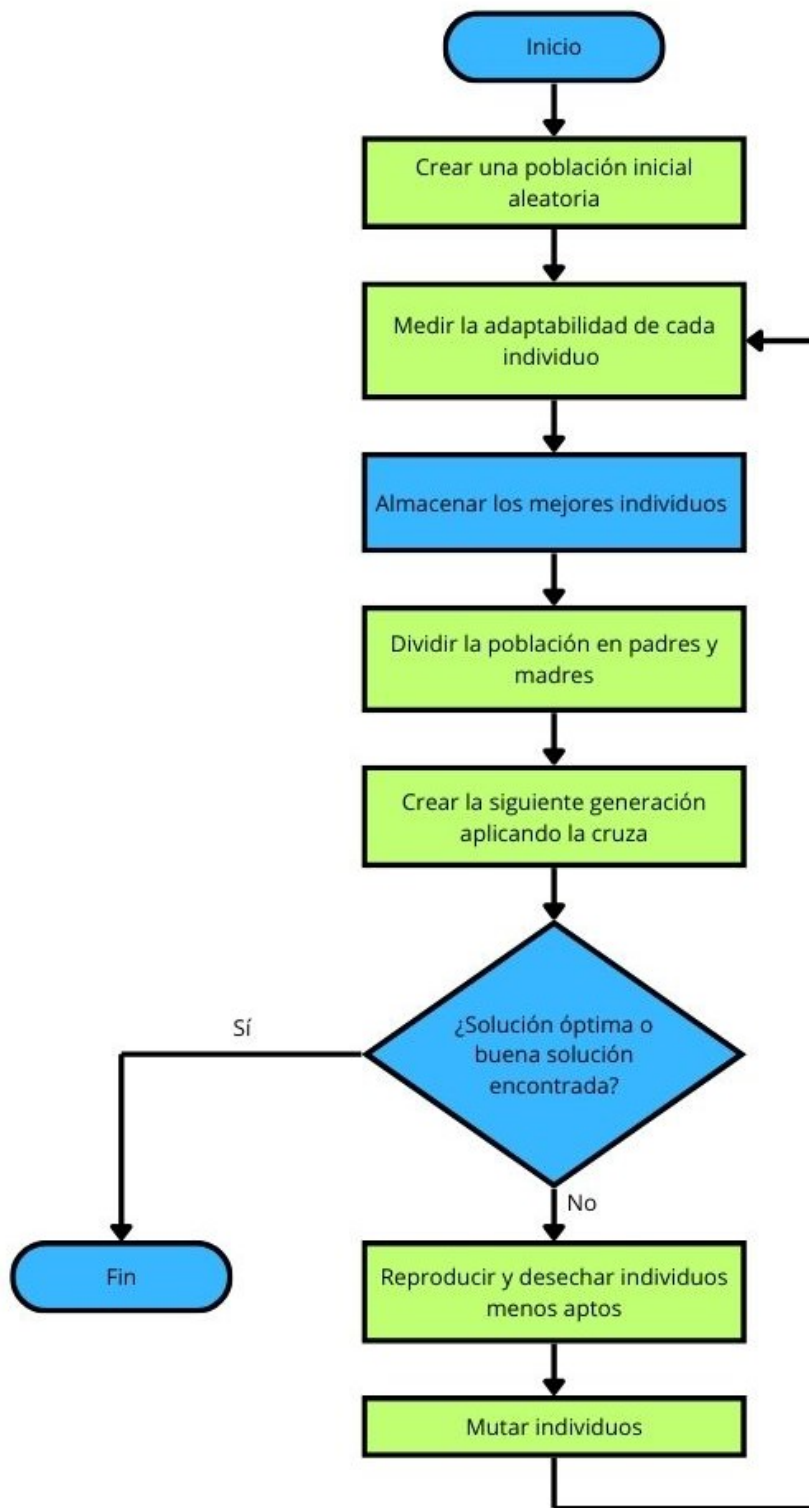 Inicio
Crear una población inicial
aleatoria
Medir la adaptabilidad de cada
individuo
Almacenar los mejores individuos
Dividir la población en padres y
madres
Crear la siguiente generación
aplicando la cruza
¿Solución óptima o
buena solución
encontrada?
Sí
No
Fin
Reproducir y desechar individuos
menos aptos
Mutar individuos